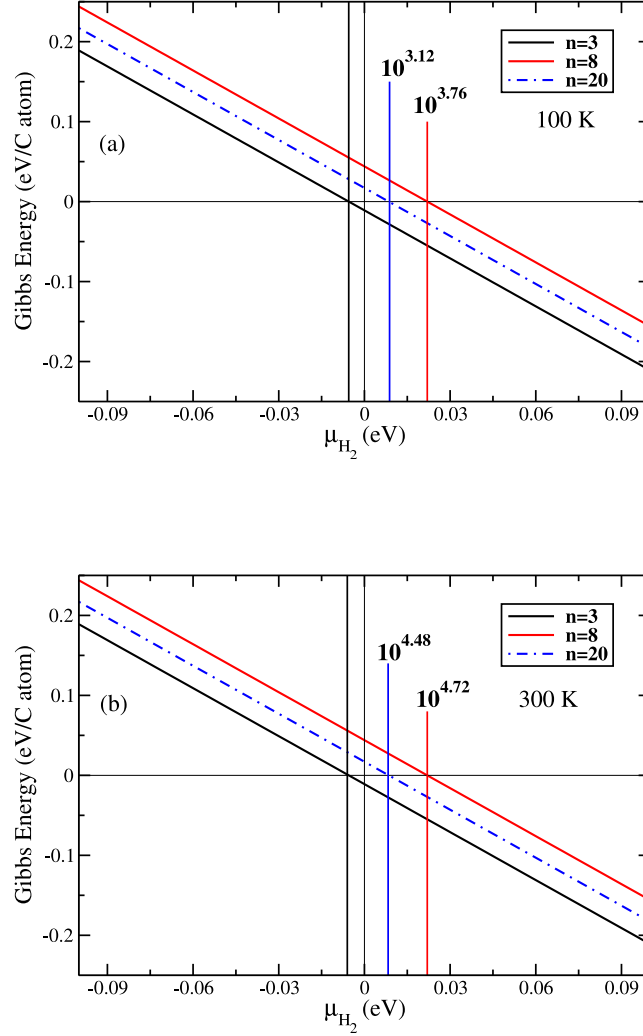 0.2
0.1
0
-0.1
-0.2
Gibbs Energy (eV/C atom)
(a)
10^3.12
10^3.76
n=3
n=8
n=20
100 K
-0.09 -0.06 -0.03 0 0.03 0.06 0.09
μ_H₂ (eV)
0.2
0.1
0
-0.1
-0.2
Gibbs Energy (eV/C atom)
(b)
10^4.48
10^4.72
n=3
n=8
n=20
300 K
-0.09 -0.06 -0.03 0 0.03 0.06 0.09
μ_H₂ (eV)